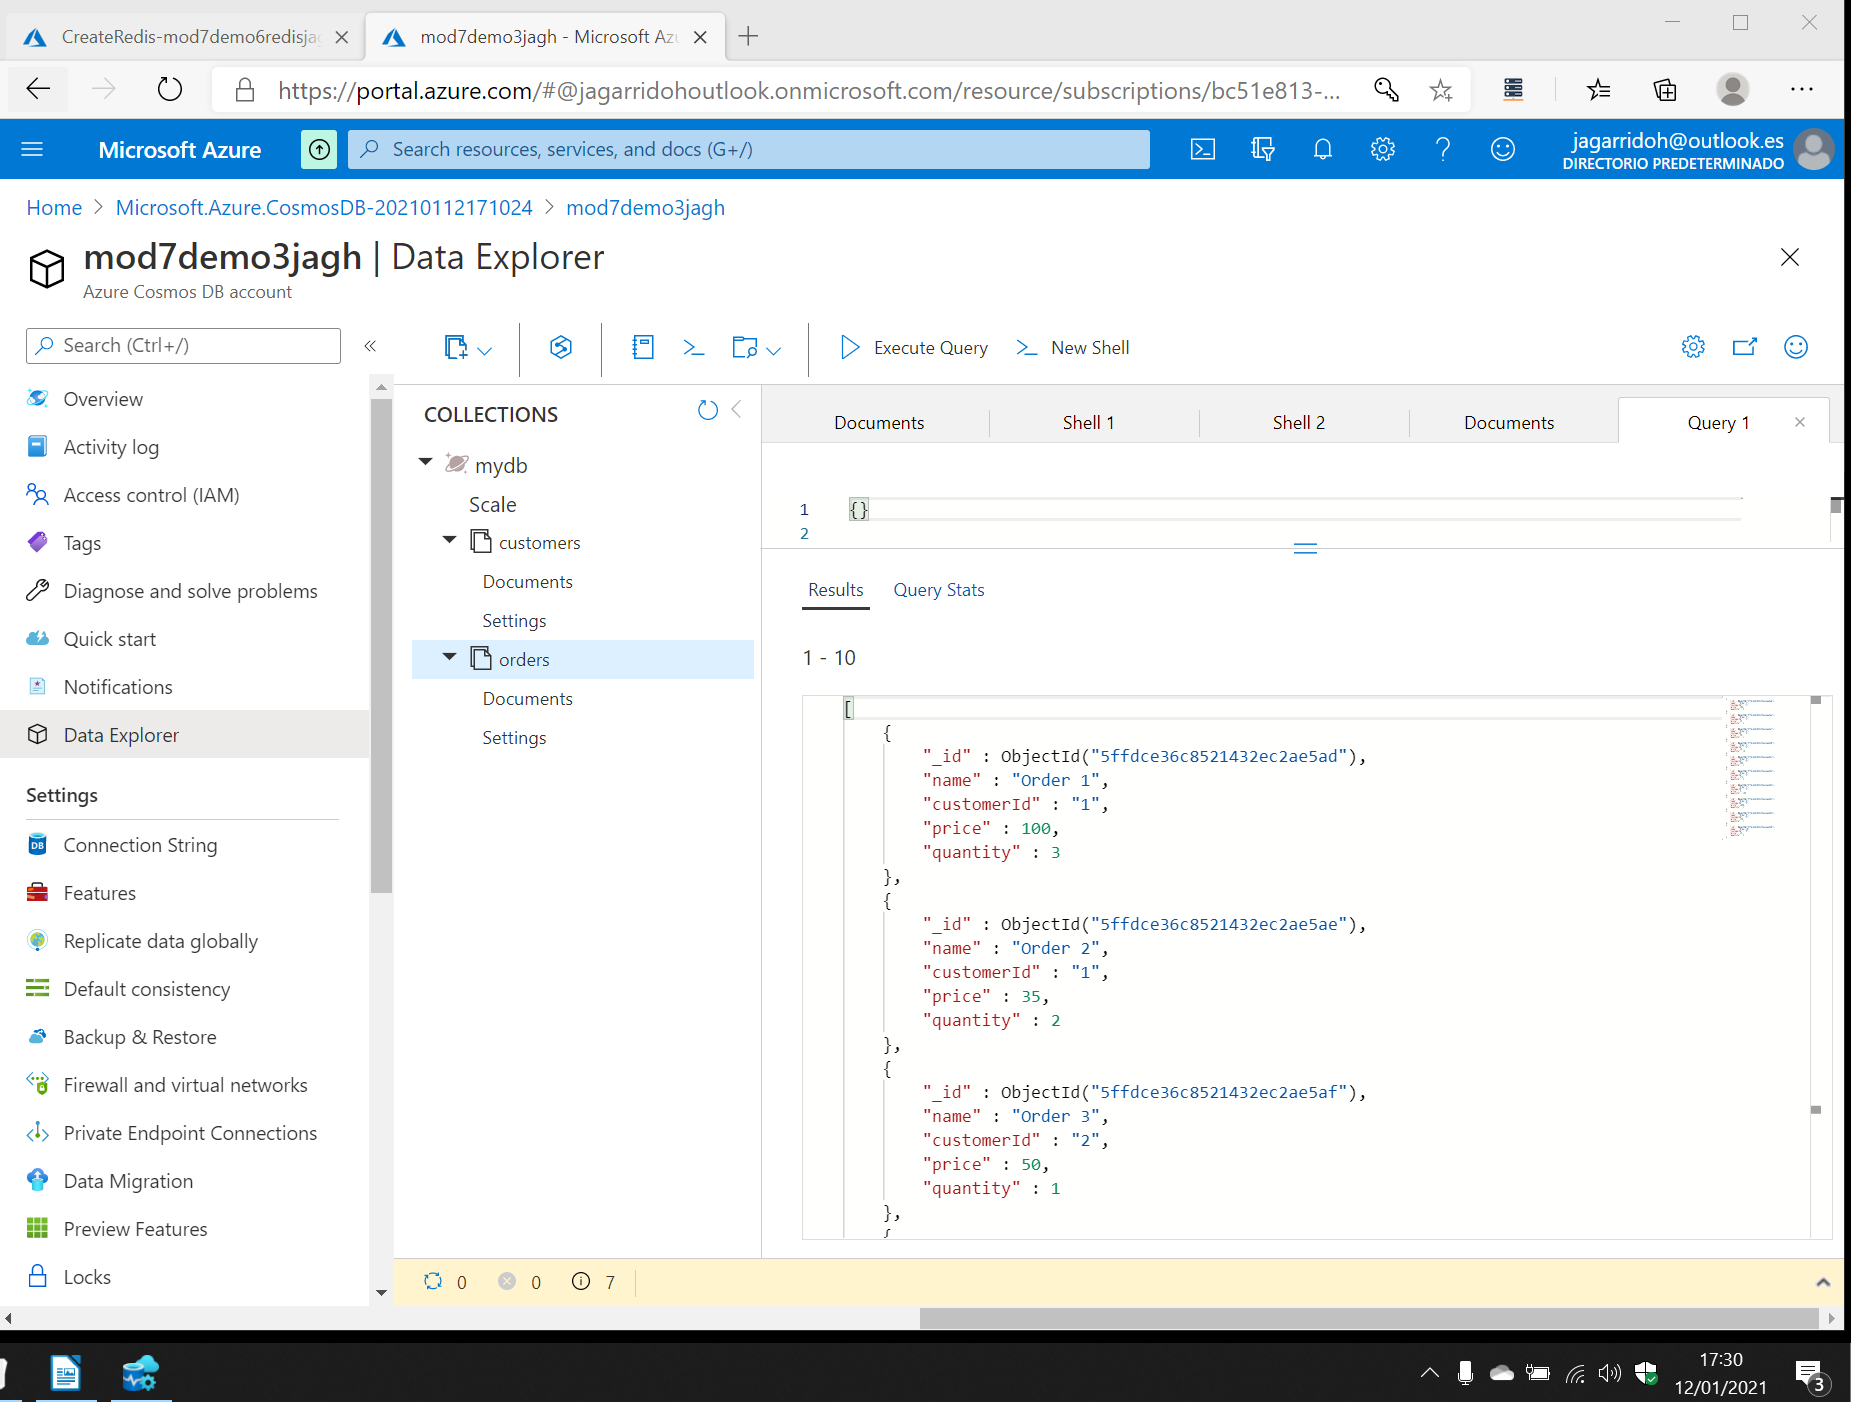 CreateRedis-mod7demo6redisja
mod7demo3jagh - Microsoft Az
https://portal.azure.com/#@jagarridohoutlook.onmicrosoft.com/resource/subscriptions/bc51e813-...
Microsoft Azure
Search resources, services, and docs (G+/)
jagarridoh@outlook.es
DIRECTORIO PREDETERMINADO
Home > Microsoft.Azure.CosmosDB-20210112171024 > mod7demo3jagh
mod7demo3jagh | Data Explorer
Azure Cosmos DB account
Search (Ctrl+/)
Execute Query
New Shell
Overview
Activity log
Access control (IAM)
Tags
Diagnose and solve problems
Quick start
Notifications
Data Explorer
Settings
Connection String
Features
Replicate data globally
Default consistency
Backup & Restore
Firewall and virtual networks
Private Endpoint Connections
Data Migration
Preview Features
Locks
COLLECTIONS
mydb
Scale
customers
Documents
Settings
orders
Documents
Settings
Documents
Shell 1
Shell 2
Documents
Query 1
1 {}
2
Results
Query Stats
1 - 10
[
{
"_id" : ObjectId("5ffdce36c8521432ec2ae5ad"),
"name" : "Order 1",
"customerId" : "1",
"price" : 100,
"quantity" : 3
},
{
"_id" : ObjectId("5ffdce36c8521432ec2ae5ae"),
"name" : "Order 2",
"customerId" : "1",
"price" : 35,
"quantity" : 2
},
{
"_id" : ObjectId("5ffdce36c8521432ec2ae5af"),
"name" : "Order 3",
"customerId" : "2",
"price" : 50,
"quantity" : 1
},
{
0 0 7
17:30
12/01/2021
3